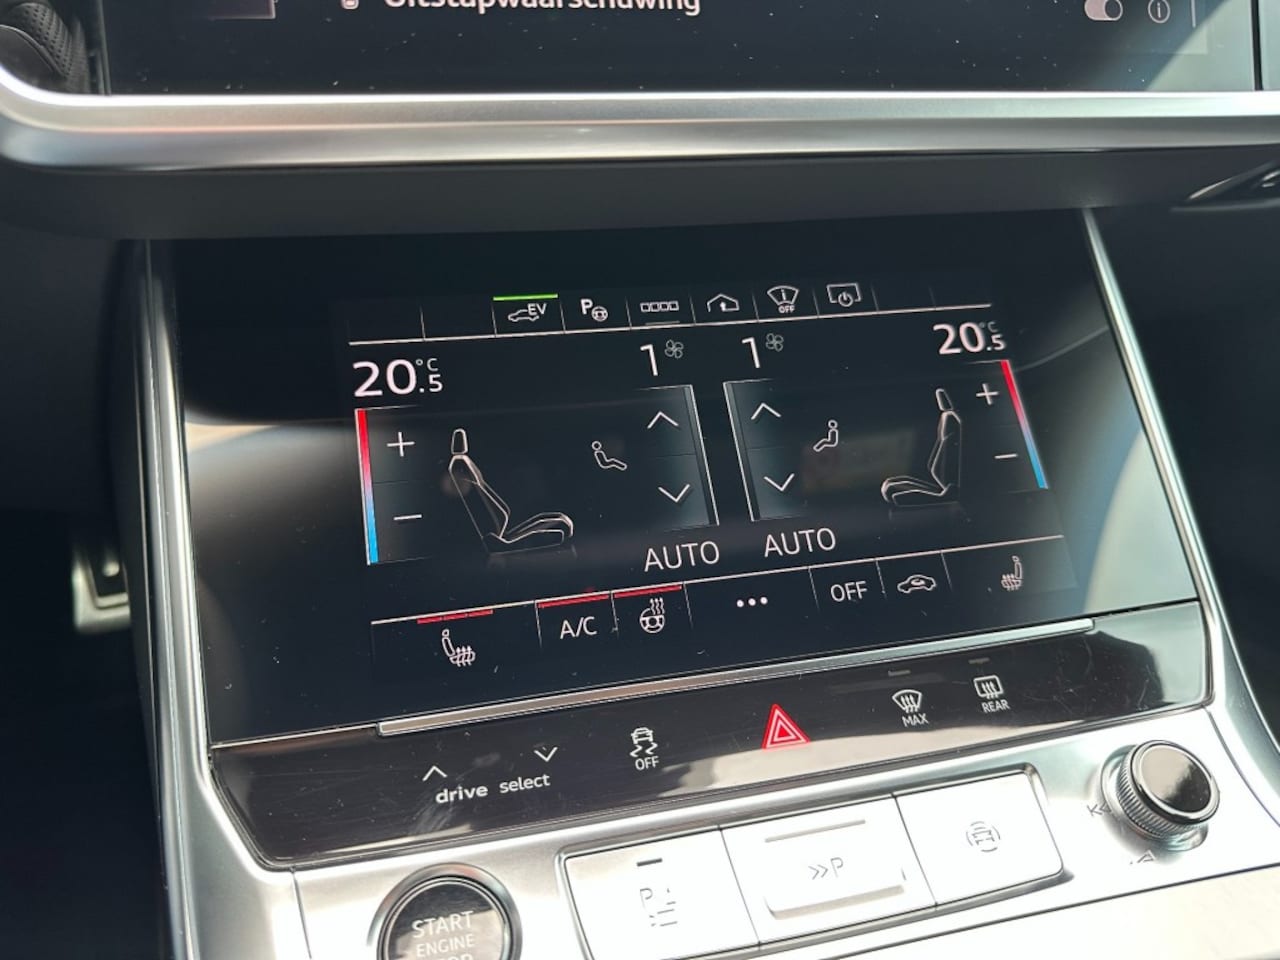 Uitstapwaarschuwing
EV P OFF
20.5 °C 1 1 20.5 °C
+ +
− −
AUTO AUTO
A/C ••• OFF
drive select OFF MAX REAR
P >>P
START
ENGINE